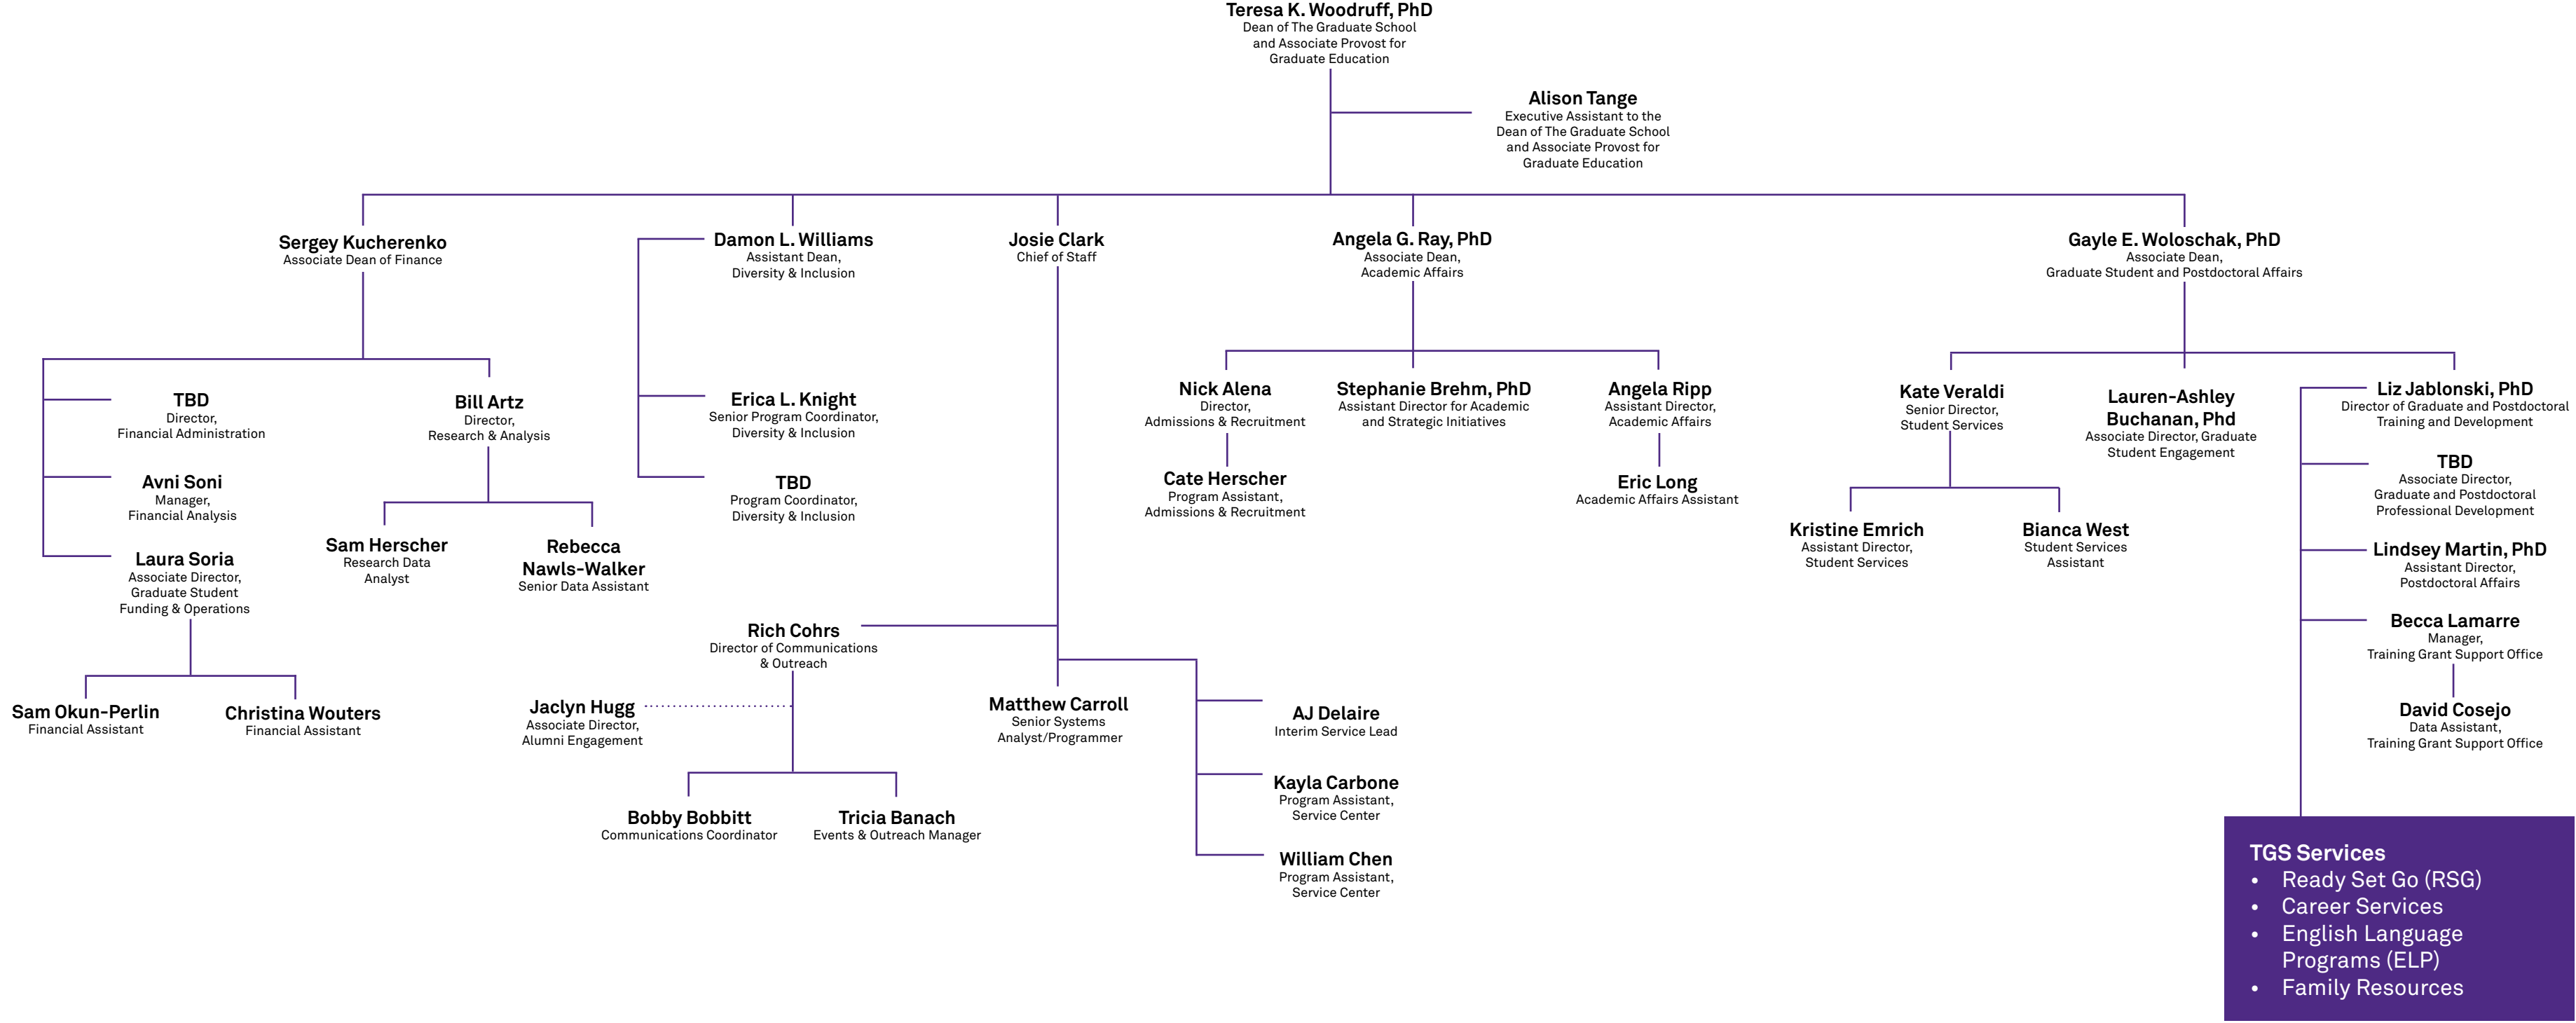 Teresa K. Woodruff, PhD
Dean of The Graduate School
and Associate Provost for
Graduate Education
Alison Tange
Executive Assistant to the
Dean of The Graduate School
and Associate Provost for
Graduate Education
Sergey Kucherenko
Associate Dean of Finance
TBD
Director,
Financial Administration
Avni Soni
Manager,
Financial Analysis
Laura Soria
Associate Director,
Graduate Student
Funding & Operations
Sam Okun-Perlin
Financial Assistant
Christina Wouters
Financial Assistant
Bill Artz
Director,
Research & Analysis
Sam Herscher
Research Data
Analyst
Rebecca
Nawls-Walker
Senior Data Assistant
Damon L. Williams
Assistant Dean,
Diversity & Inclusion
Erica L. Knight
Senior Program Coordinator,
Diversity & Inclusion
TBD
Program Coordinator,
Diversity & Inclusion
Josie Clark
Chief of Staff
Rich Cohrs
Director of Communications
& Outreach
Jaclyn Hugg
Associate Director,
Alumni Engagement
Bobby Bobbitt
Communications Coordinator
Tricia Banach
Events & Outreach Manager
Matthew Carroll
Senior Systems
Analyst/Programmer
AJ Delaire
Interim Service Lead
Kayla Carbone
Program Assistant,
Service Center
William Chen
Program Assistant,
Service Center
Angela G. Ray, PhD
Associate Dean,
Academic Affairs
Nick Alena
Director,
Admissions & Recruitment
Cate Herscher
Program Assistant,
Admissions & Recruitment
Stephanie Brehm, PhD
Assistant Director for Academic
and Strategic Initiatives
Angela Ripp
Assistant Director,
Academic Affairs
Eric Long
Academic Affairs Assistant
Gayle E. Woloschak, PhD
Associate Dean,
Graduate Student and Postdoctoral Affairs
Kate Veraldi
Senior Director,
Student Services
Kristine Emrich
Assistant Director,
Student Services
Bianca West
Student Services
Assistant
Lauren-Ashley
Buchanan, Phd
Associate Director, Graduate
Student Engagement
Liz Jablonski, PhD
Director of Graduate and Postdoctoral
Training and Development
TBD
Associate Director,
Graduate and Postdoctoral
Professional Development
Lindsey Martin, PhD
Assistant Director,
Postdoctoral Affairs
Becca Lamarre
Manager,
Training Grant Support Office
David Cosejo
Data Assistant,
Training Grant Support Office
TGS Services
• Ready Set Go (RSG)
• Career Services
• English Language
Programs (ELP)
• Family Resources